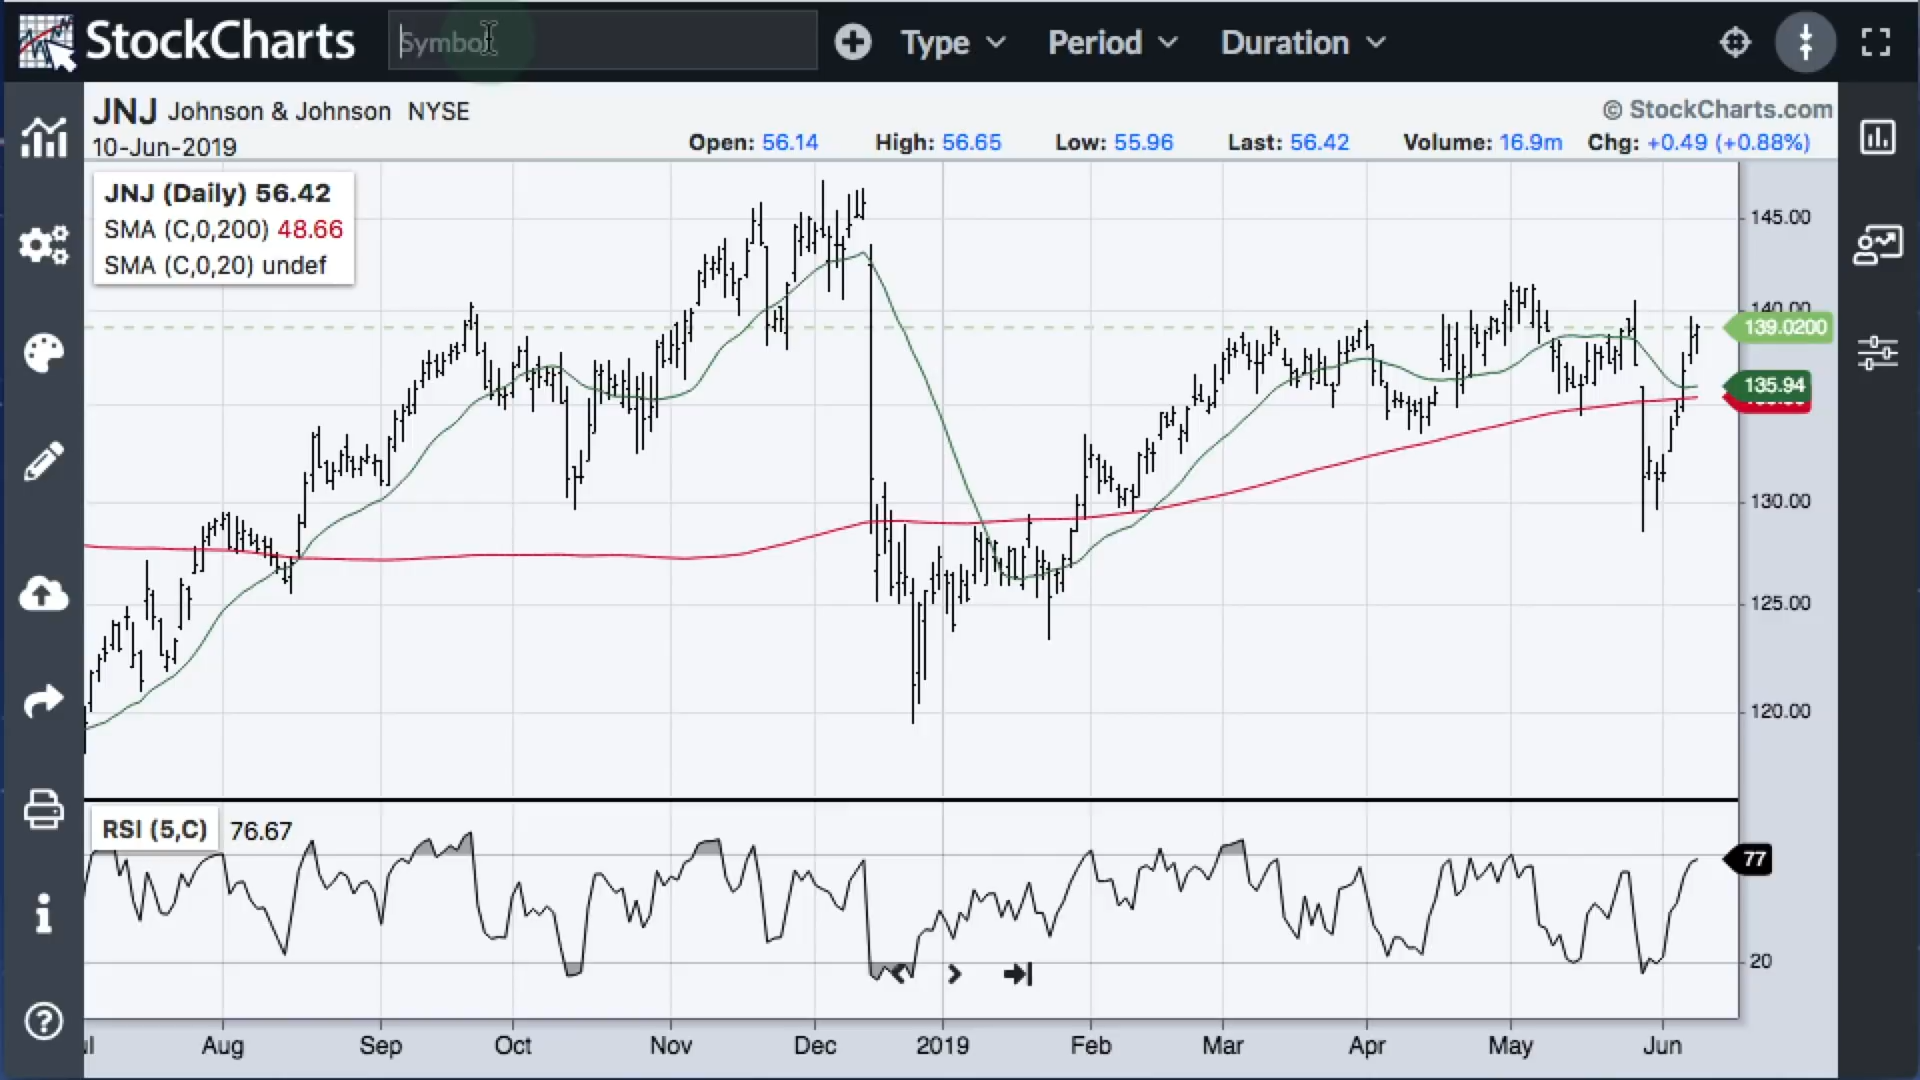 StockCharts
Symbol
Type
Period
Duration
JNJ Johnson & Johnson NYSE
© StockCharts.com
10-Jun-2019
Open: 56.14 High: 56.65 Low: 55.96 Last: 56.42 Volume: 16.9m Chg: +0.49 (+0.88%)
JNJ (Daily) 56.42
SMA (C,0,200) 48.66
SMA (C,0,20) undef
145.00
140.00
139.0200
135.94
130.00
125.00
120.00
RSI (5,C) 76.67
77
20
Aug Sep Oct Nov Dec 2019 Feb Mar Apr May Jun